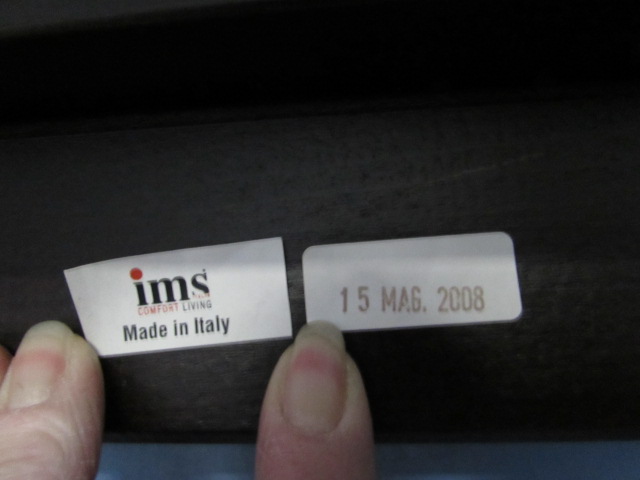 ims
COMFORT LIVING
Made in Italy
15 MAG. 2008